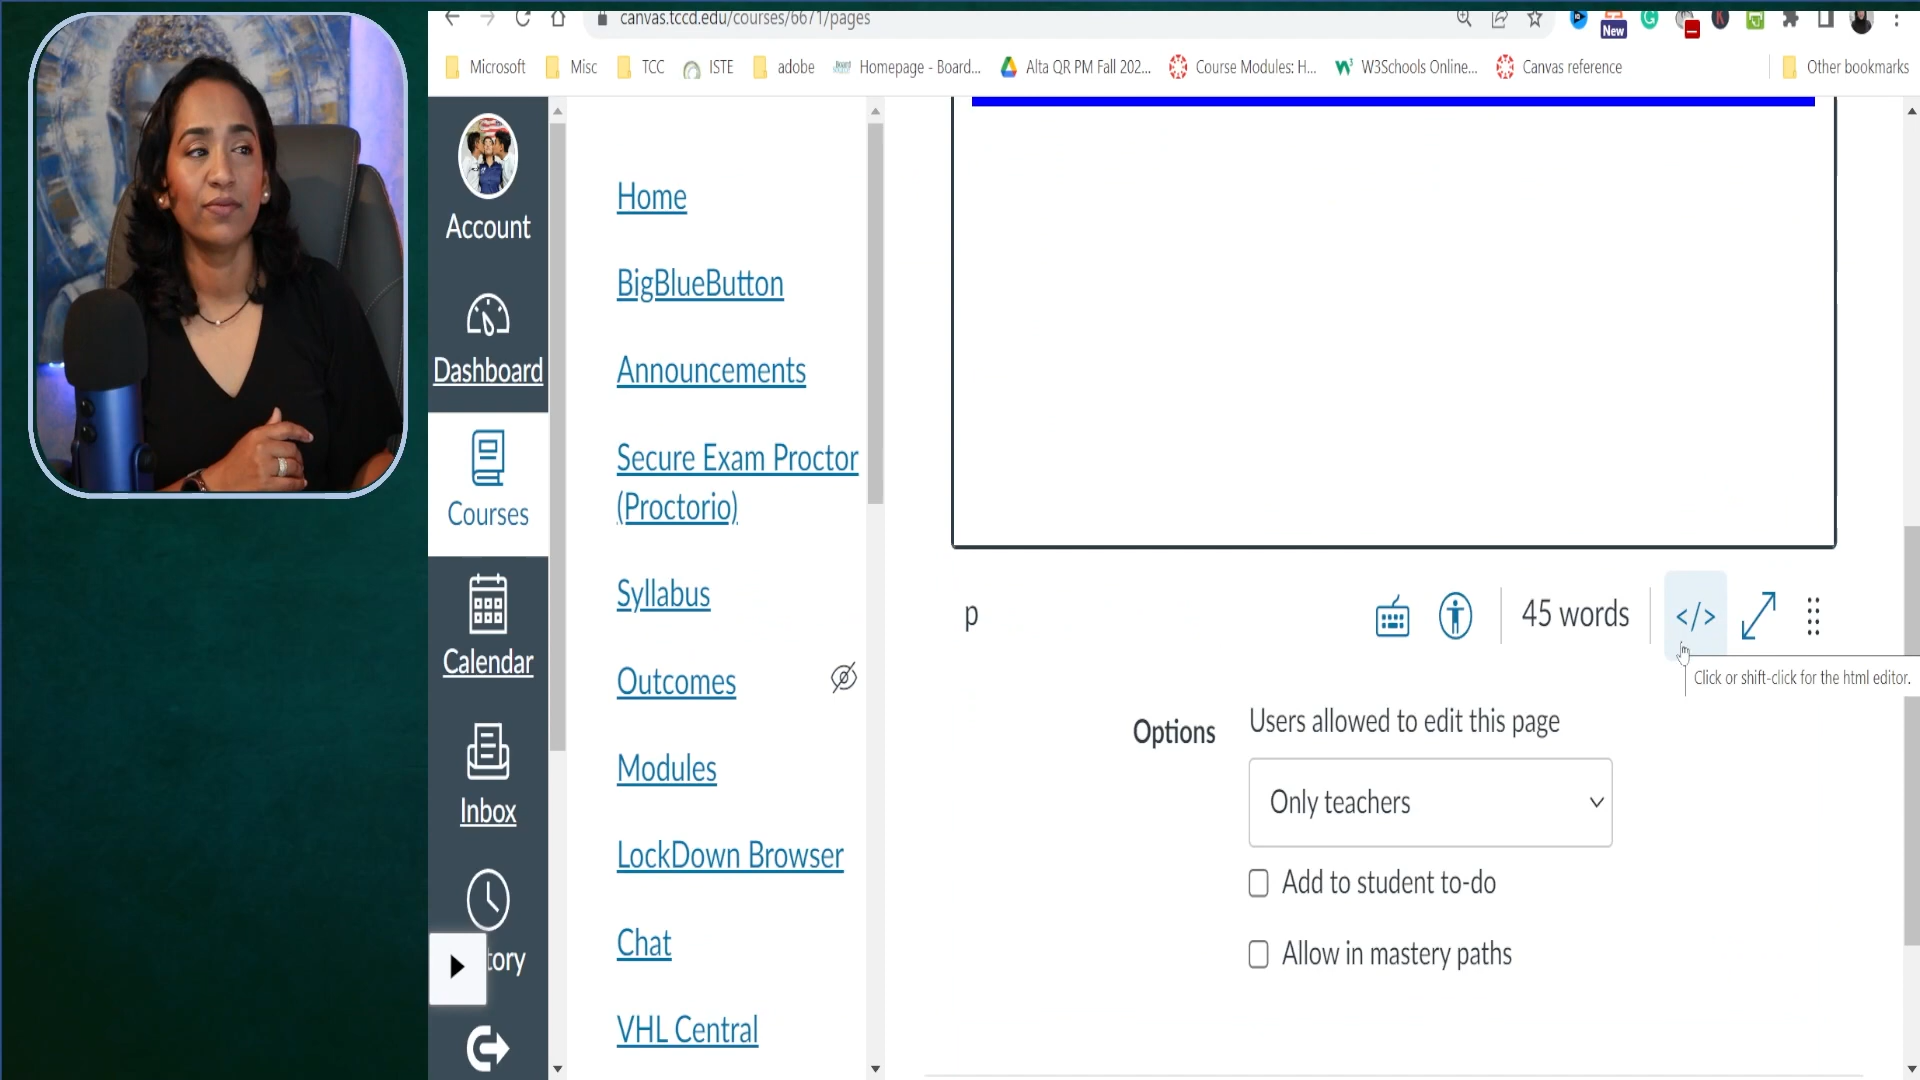 canvas.tccd.edu/courses/6671/pages
New
Microsoft Misc TCC ISTE adobe Homepage - Board... Alta QR PM Fall 202... Course Modules: H... W3Schools Online... Canvas reference Other bookmarks
Account
Dashboard
Courses
Calendar
Inbox
tory
Home
BigBlueButton
Announcements
Secure Exam Proctor
(Proctorio)
Syllabus
Outcomes
Modules
LockDown Browser
Chat
VHL Central
p
45 words
</>
Click or shift-click for the html editor.
Options
Users allowed to edit this page
Only teachers
Add to student to-do
Allow in mastery paths